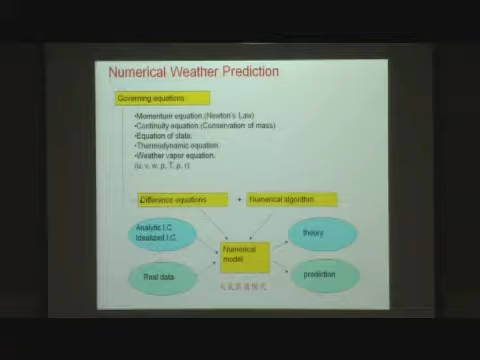 Numerical Weather Prediction
Governing equations
•Momentum equation.(Newton's Law)
•Continuity equation.(Conservation of mass)
•Equation of state.
•Thermodynamic equation.
•Weather vapor equation.
(u, v, w, p, T, ρ, r)
Difference equations + Numerical algorithm
Analytic I.C
Idealized I.C.
theory
Numerical
model
Real data
prediction